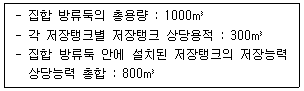 - 집합 방류둑의 총용량 : 1000㎥
- 각 저장탱크별 저장탱크 상당용적 : 300㎥
- 집합 방류둑 안에 설치된 저장탱크의 저장능력
상당능력 총합 : 800㎥